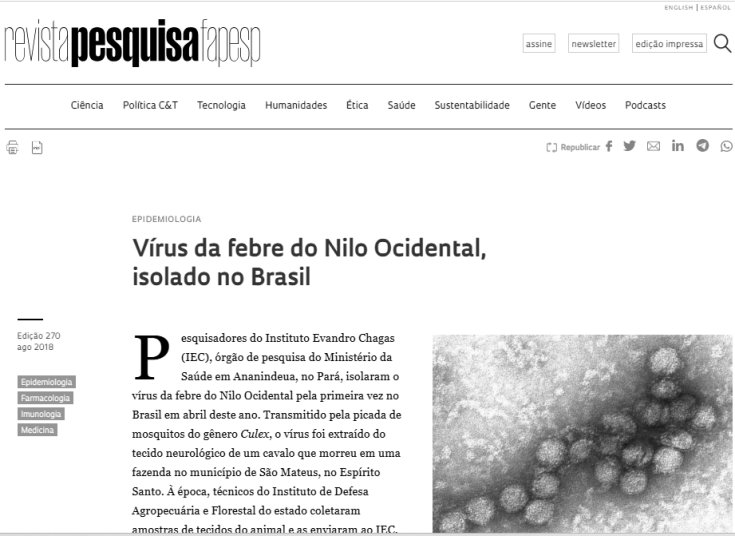 ENGLISH | ESPAÑOL
revistapesquisafapesp
assine newsletter edição impressa
Ciência Política C&T Tecnologia Humanidades Ética Saúde Sustentabilidade Gente Vídeos Podcasts
Republicar
EPIDEMIOLOGIA
Vírus da febre do Nilo Ocidental,
isolado no Brasil
Edição 270
ago 2018
Epidemiologia
Farmacologia
Imunologia
Medicina
Pesquisadores do Instituto Evandro Chagas
(IEC), órgão de pesquisa do Ministério da
Saúde em Ananindeua, no Pará, isolaram o
vírus da febre do Nilo Ocidental pela primeira vez no
Brasil em abril deste ano. Transmitido pela picada de
mosquitos do gênero Culex, o vírus foi extraído do
tecido neurológico de um cavalo que morreu em uma
fazenda no município de São Mateus, no Espírito
Santo. À época, técnicos do Instituto de Defesa
Agropecuária e Florestal do estado coletaram
amostras de tecidos do animal e as enviaram ao IEC.